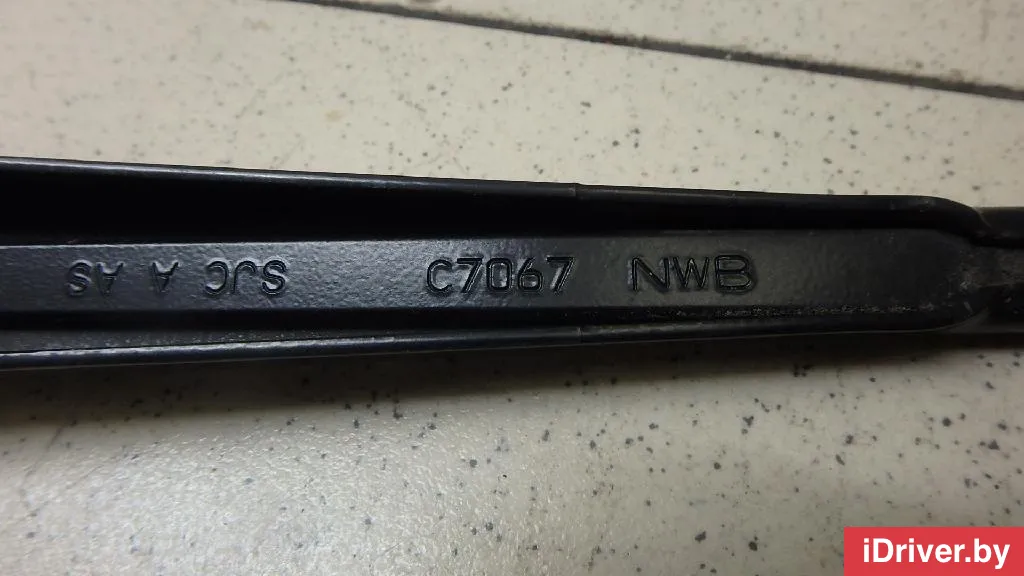 SJC A AS
C7067 NWB
iDriver.by